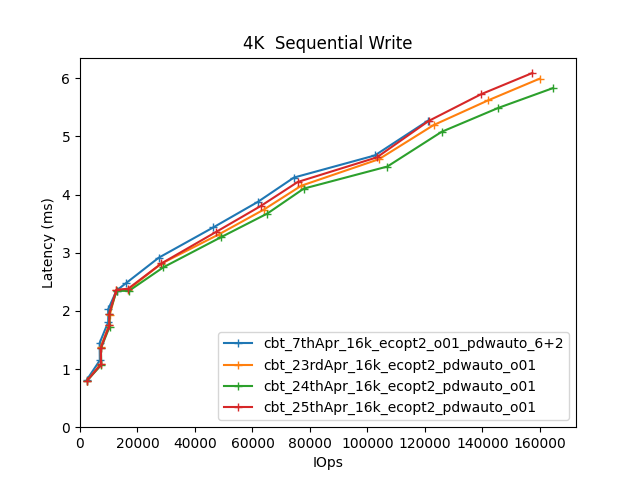 4K  Sequential Write
Latency (ms)
6
5
4
3
2
1
0
0 20000 40000 60000 80000 100000 120000 140000 160000
IOps
cbt_7thApr_16k_ecopt2_o01_pdwauto_6+2
cbt_23rdApr_16k_ecopt2_pdwauto_o01
cbt_24thApr_16k_ecopt2_pdwauto_o01
cbt_25thApr_16k_ecopt2_pdwauto_o01